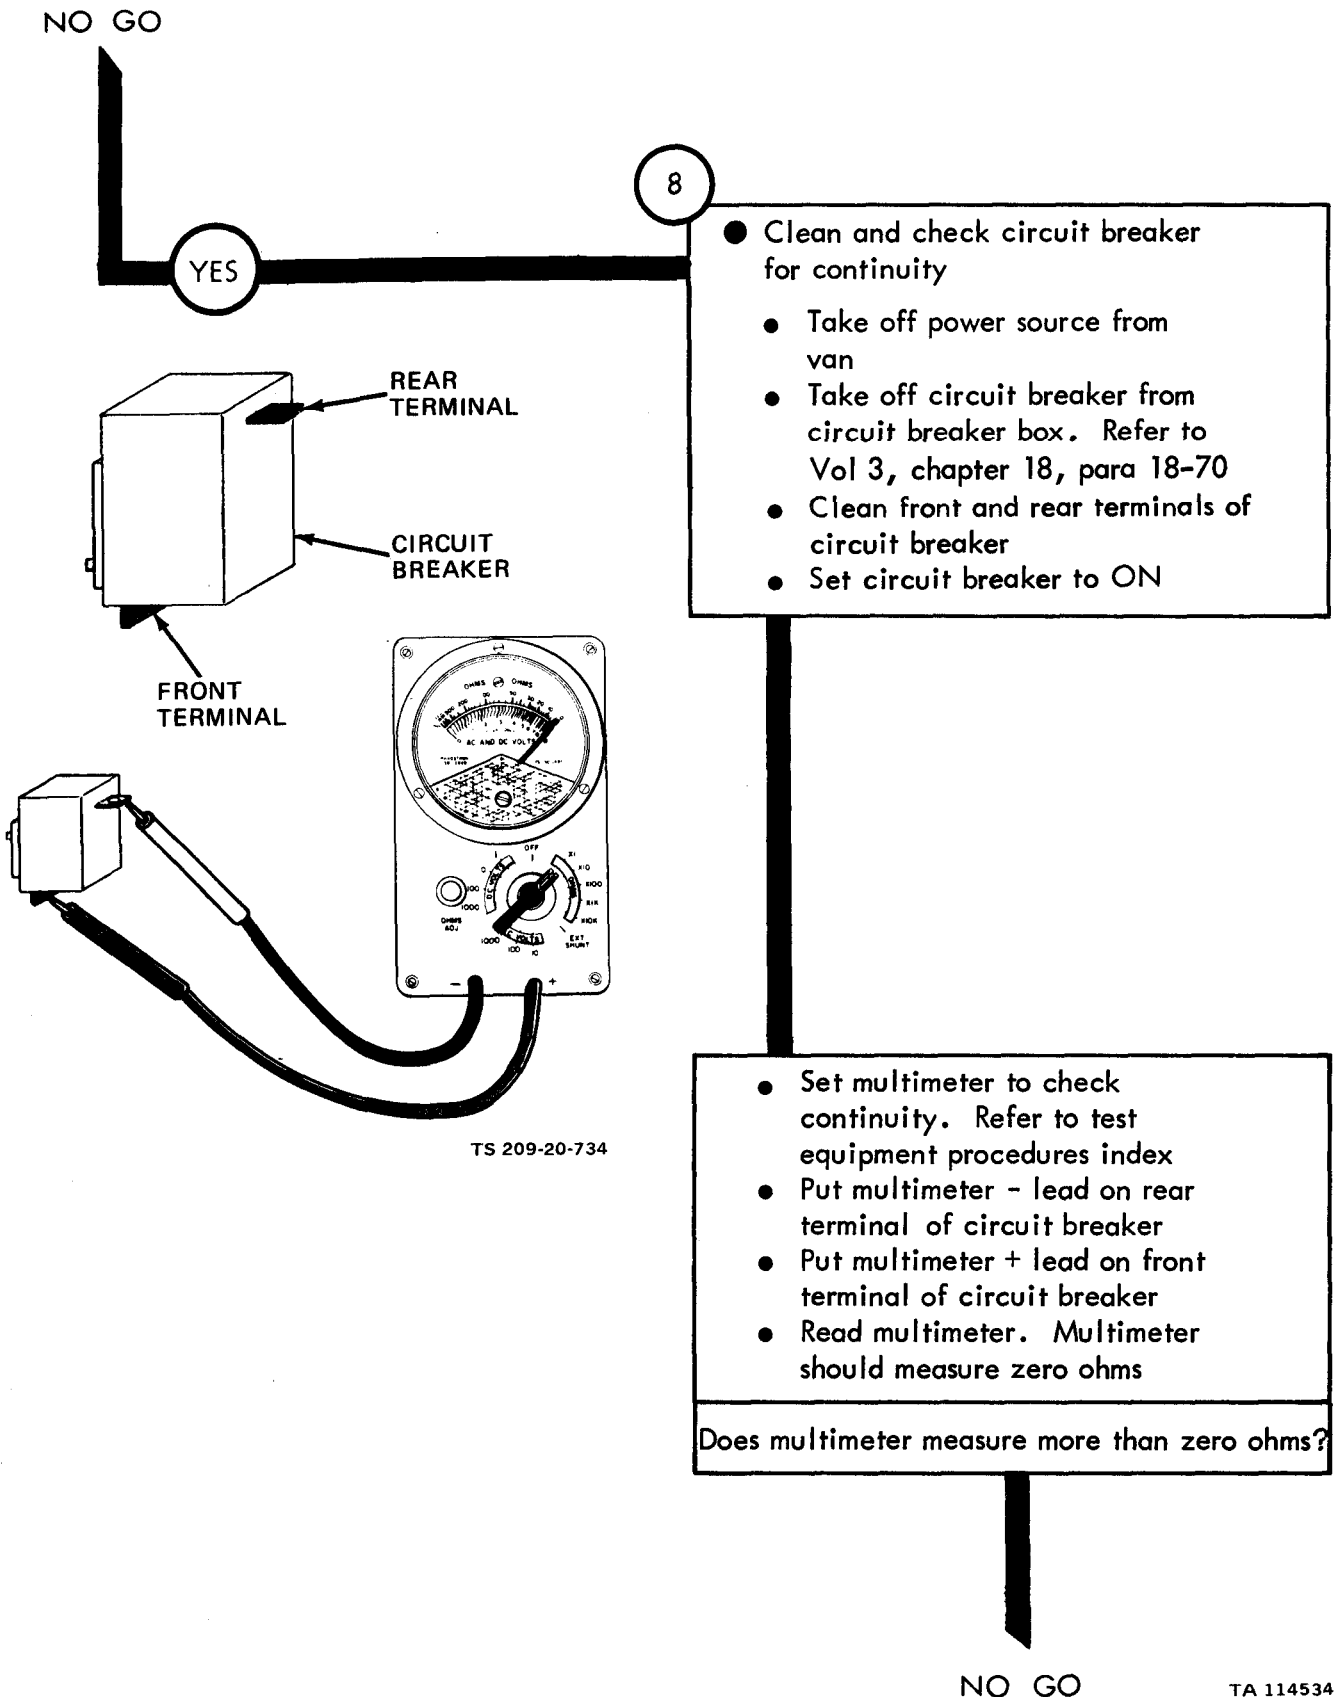 NO GO
8
YES
● Clean and check circuit breaker
for continuity
● Take off power source from
van
● Take off circuit breaker from
circuit breaker box. Refer to
Vol 3, chapter 18, para 18-70
● Clean front and rear terminals of
circuit breaker
● Set circuit breaker to ON
REAR
TERMINAL
CIRCUIT
BREAKER
FRONT
TERMINAL
OHMS OHMS
AC AND DC VOLTS
OFF
X1
X10
X100
X1K
X10K
OHMS
DC VOLTS
100
1000
OHMS
ADJ
1000
100
10
VOLTS
EXT
SHUNT
- +
TS 209-20-734
● Set multimeter to check
continuity. Refer to test
equipment procedures index
● Put multimeter - lead on rear
terminal of circuit breaker
● Put multimeter + lead on front
terminal of circuit breaker
● Read multimeter. Multimeter
should measure zero ohms
Does multimeter measure more than zero ohms?
NO GO
TA 114534